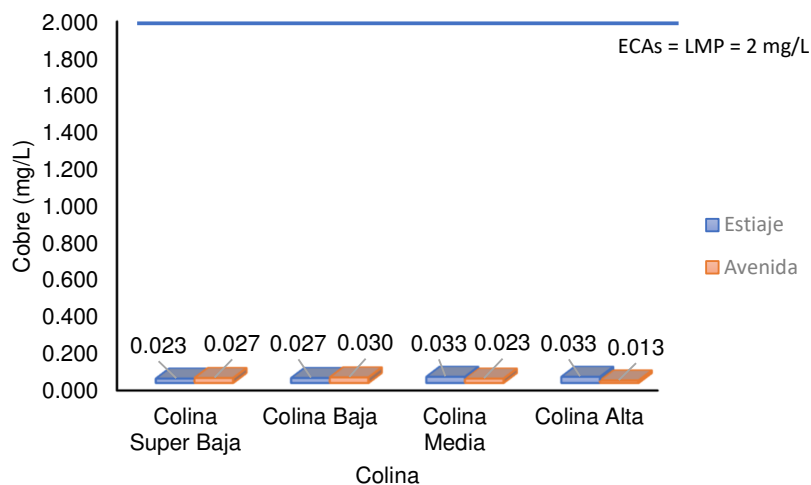 2.000
1.800
1.600
1.400
1.200
1.000
0.800
0.600
0.400
0.200
0.000
Cobre (mg/L)
ECAs = LMP = 2 mg/L
0.023
0.027
0.027
0.030
0.033
0.023
0.033
0.013
Colina
Super Baja
Colina Baja
Colina
Media
Colina Alta
Colina
Estiaje
Avenida